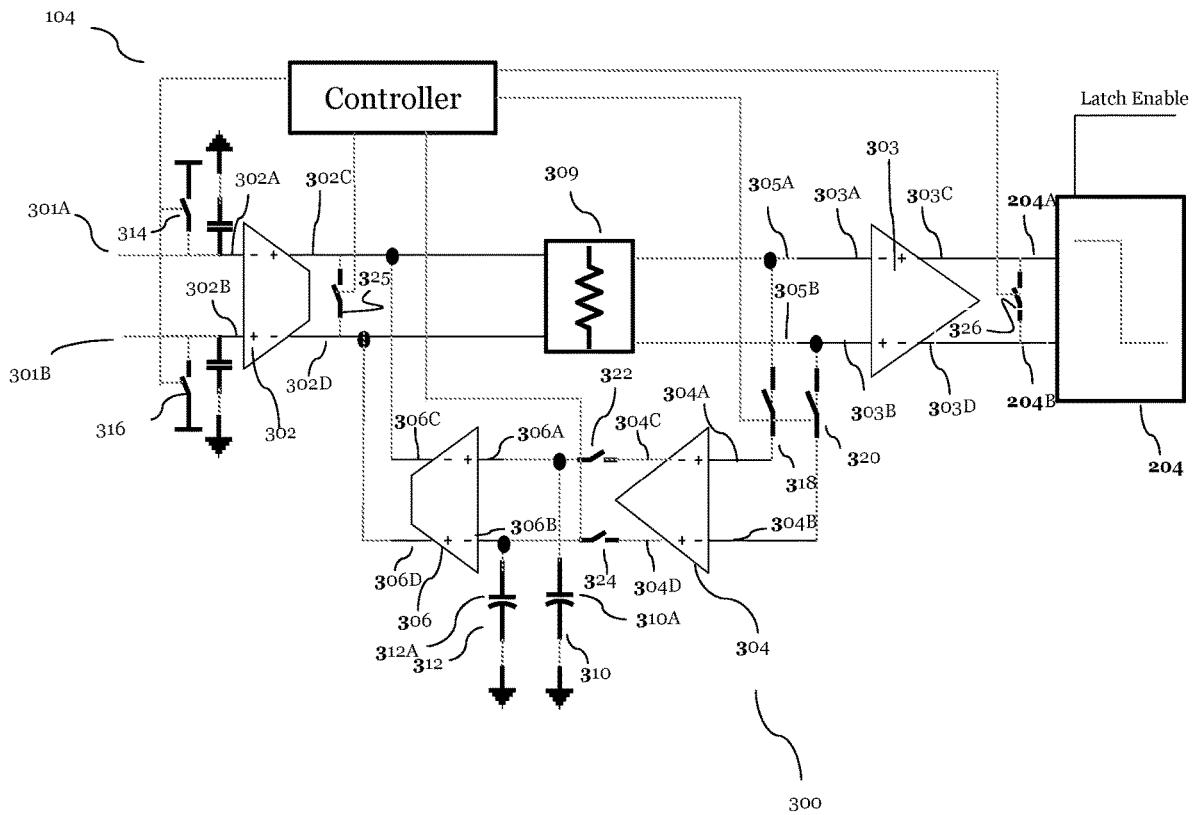 104
Controller
Latch Enable
303
309
302A
302C
305A
303A
303C
204A
301A
314
302B
325
305B
326
301B
302D
322
303B
303D
204B
316
302
306C
306A
304C
304A
318
320
204
306B
304B
306D
324
304D
306
310A
312A
312
310
304
300
- +
+ -
- +
+ -
- +
+ -
- +
+ -